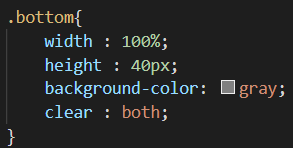 .bottom{
width : 100%;
height : 40px;
background-color: gray;
clear : both;
}